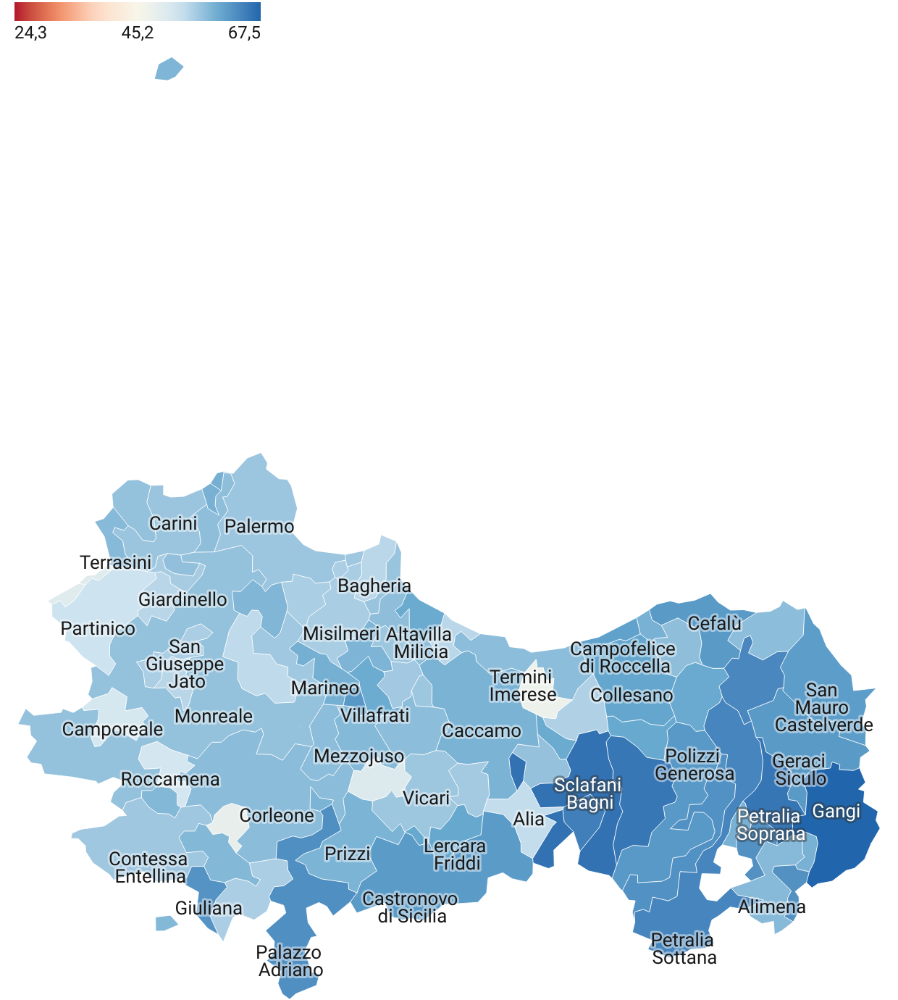 24,3 45,2 67,5
Carini
Palermo
Terrasini
Bagheria
Giardinello
Partinico
Misilmeri
Altavilla
Milicia
San
Giuseppe
Jato
Cefalù
Campofelice
di Roccella
Termini
Imerese
Marineo
Collesano
San
Mauro
Castelverde
Monreale
Villafrati
Camporeale
Caccamo
Mezzojuso
Polizzi
Generosa
Geraci
Siculo
Roccamena
Sclafani
Bagni
Vicari
Corleone
Alia
Gangi
Petralia
Soprana
Contessa
Entellina
Prizzi
Lercara
Friddi
Giuliana
Castronovo
di Sicilia
Alimena
Palazzo
Adriano
Petralia
Sottana